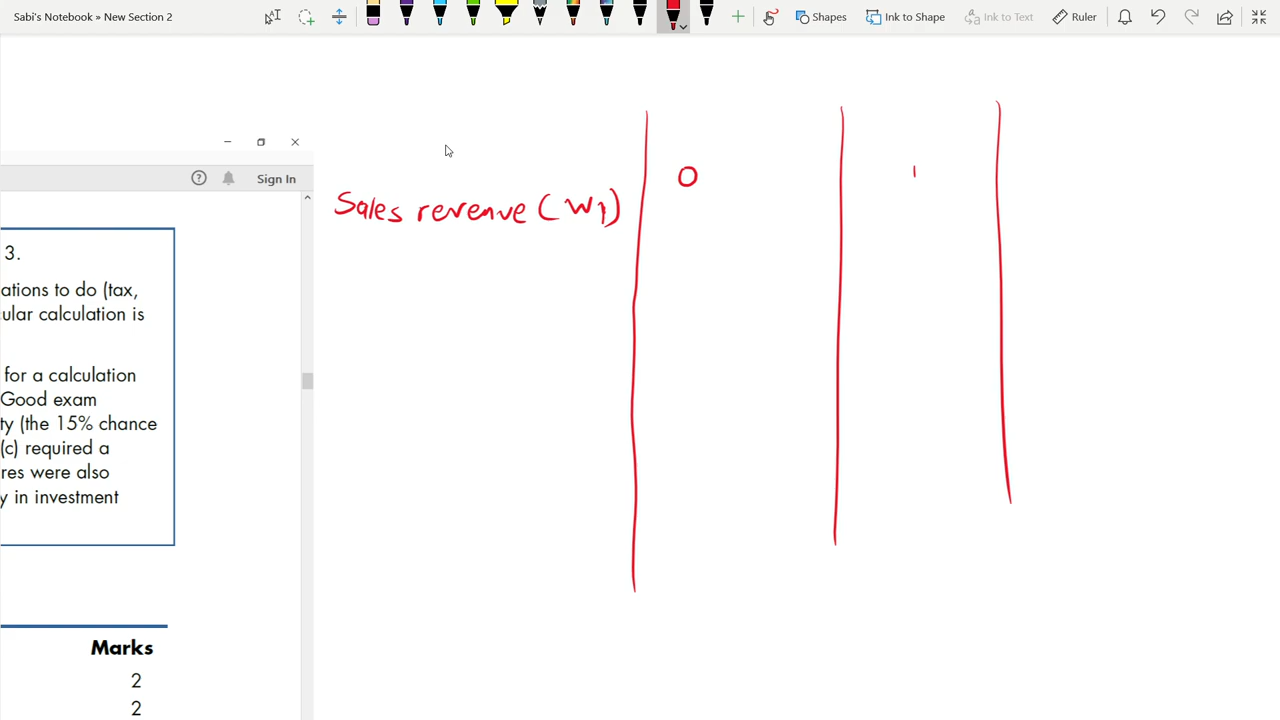 Sabi's Notebook » New Section 2
Shapes
Ink to Shape
Ink to Text
Ruler
Sign In
0
1
Sales revenue (W1)
3.
ations to do (tax,
cular calculation is
for a calculation
Good exam
ty (the 15% chance
(c) required a
res were also
y in investment
Marks
2
2